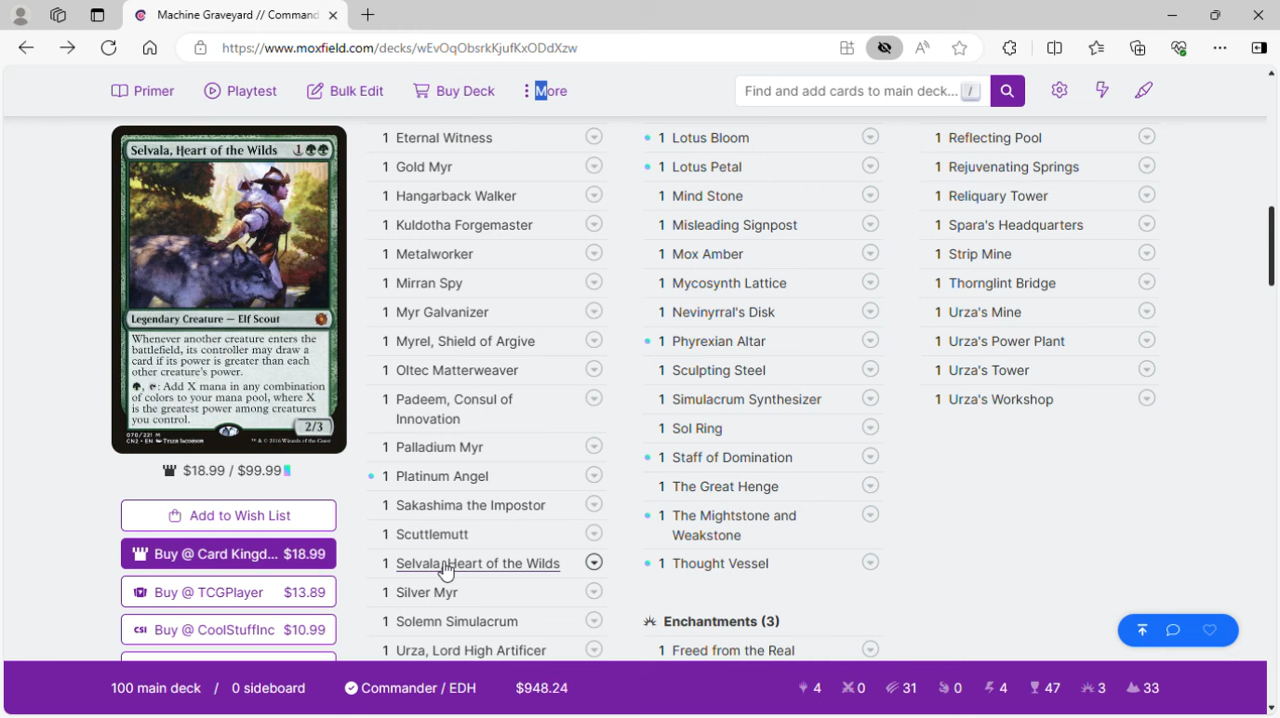 Machine Graveyard // Command
https://www.moxfield.com/decks/wEvOqObsrkKjufKxODdXzw
Primer
Playtest
Bulk Edit
Buy Deck
More
Find and add cards to main deck... /
Selvala, Heart of the Wilds 1
Legendary Creature — Elf Scout
Whenever another creature enters the
battlefield, its controller may draw a
card if its power is greater than each
other creature's power.
: Add X mana in any combination
of colors to your mana pool, where X
is the greatest power among creatures
you control.
2/3
070/221 M
CN2 • EN Tyler Jacobson
$18.99 / $99.99
Add to Wish List
Buy @ Card Kingd... $18.99
Buy @ TCGPlayer $13.89
CSI Buy @ CoolStuffInc $10.99
1 Eternal Witness
1 Gold Myr
1 Hangarback Walker
1 Kuldotha Forgemaster
1 Metalworker
1 Mirran Spy
1 Myr Galvanizer
1 Myrel, Shield of Argive
1 Oltec Matterweaver
1 Padeem, Consul of
Innovation
1 Palladium Myr
1 Platinum Angel
1 Sakashima the Impostor
1 Scuttlemutt
1 Selvala, Heart of the Wilds
1 Silver Myr
1 Solemn Simulacrum
1 Urza, Lord High Artificer
1 Lotus Bloom
1 Lotus Petal
1 Mind Stone
1 Misleading Signpost
1 Mox Amber
1 Mycosynth Lattice
1 Nevinyrral's Disk
1 Phyrexian Altar
1 Sculpting Steel
1 Simulacrum Synthesizer
1 Sol Ring
1 Staff of Domination
1 The Great Henge
1 The Mightstone and
Weakstone
1 Thought Vessel
Enchantments (3)
1 Freed from the Real
1 Reflecting Pool
1 Rejuvenating Springs
1 Reliquary Tower
1 Spara's Headquarters
1 Strip Mine
1 Thornglint Bridge
1 Urza's Mine
1 Urza's Power Plant
1 Urza's Tower
1 Urza's Workshop
100 main deck / 0 sideboard
Commander / EDH
$948.24
4 0 31 0 4 47 3 33